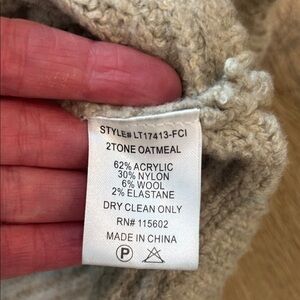 STYLE# LT17413-FCI
2TONE OATMEAL
62% ACRYLIC
30% NYLON
6% WOOL
2% ELASTANE
DRY CLEAN ONLY
RN# 115602
MADE IN CHINA
P